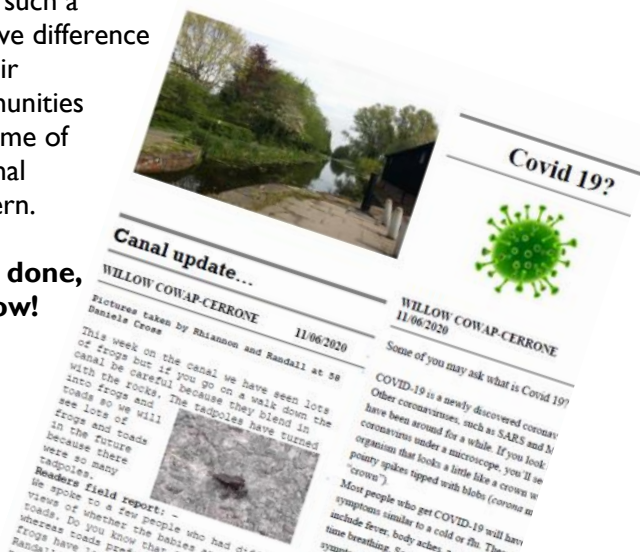 such a
ve difference
ir
munities
me of
nal
ern.
done,
ow!
Canal update...
WILLOW COWAP-CERRONE
11/06/2020
Pictures taken by Rhiannon and Randall at 58
Daniels Cross
This week on the canal we have seen lots
of frogs but if you go on a walk down the
canal be careful because they blend in
with the rocks. The tadpoles have turned
into frogs and
toads so we will
see lots of
frogs and toads
in the future
because there
were so many
tadpoles.
Readers field report: -
We spoke to a few people who had
views of whether the babies
toads. Do you know that
whereas toads
frogs have
Covid 19?
WILLOW COWAP-CERRONE
11/06/2020
Some of you may ask what is Covid 19?
COVID-19 is a newly discovered coronav
Other coronaviruses, such as SARS and M
have been around for a while. If you look
coronavirus under a microscope, you'll se
organism that looks a little like a crown w
pointy spikes tipped with blobs (corona m
"crown").
Most people who get COVID-19 will have
symptoms similar to a cold or flu. The
include fever, body aches,
time breathing.